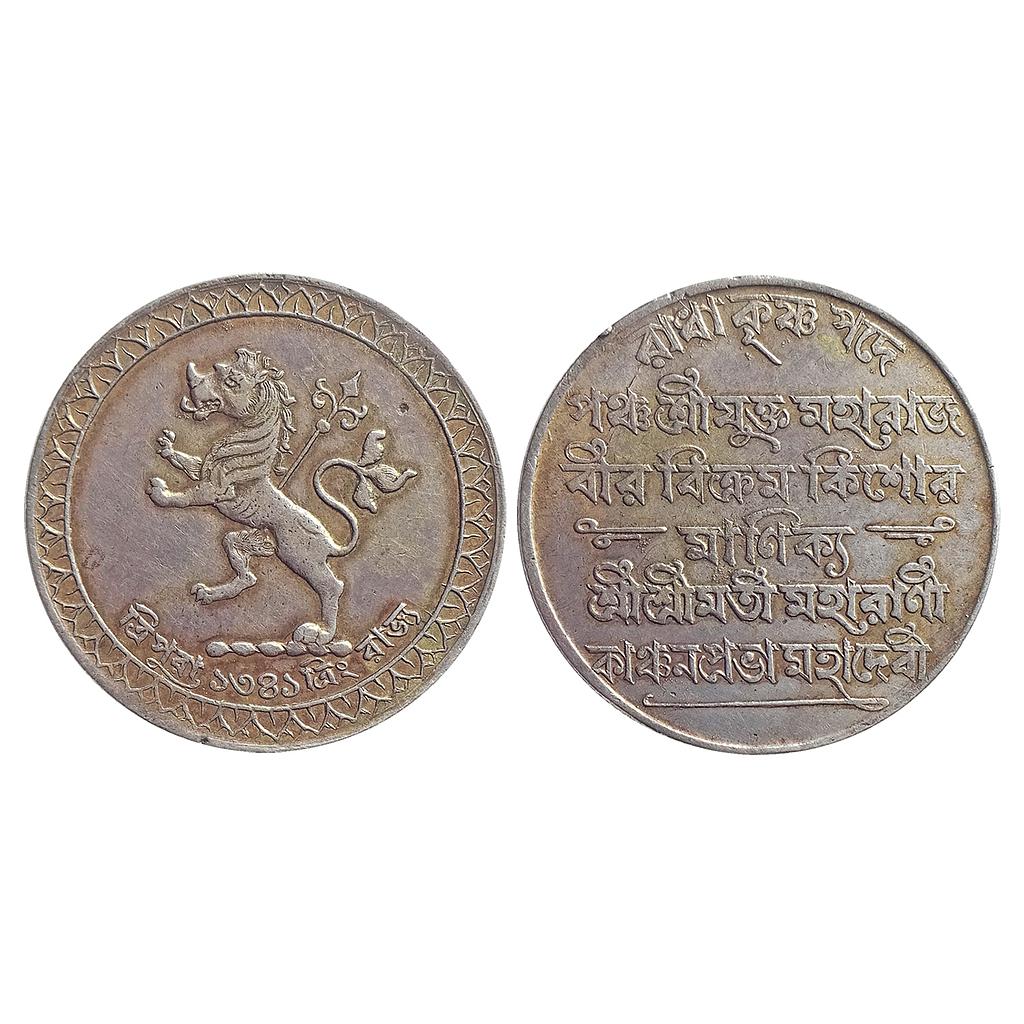 ত্রিপুরা ১৩৪১ ত্রিং রাজ্য
রাধা কৃষ্ণ পদে
পঞ্চশ্রীযুক্ত মহারাজ
বীর বিক্রম কিশোর
মাণিক্য
শ্রীশ্রীমতী মহারাণী
কাঞ্চনপ্রভা মহাদেবী